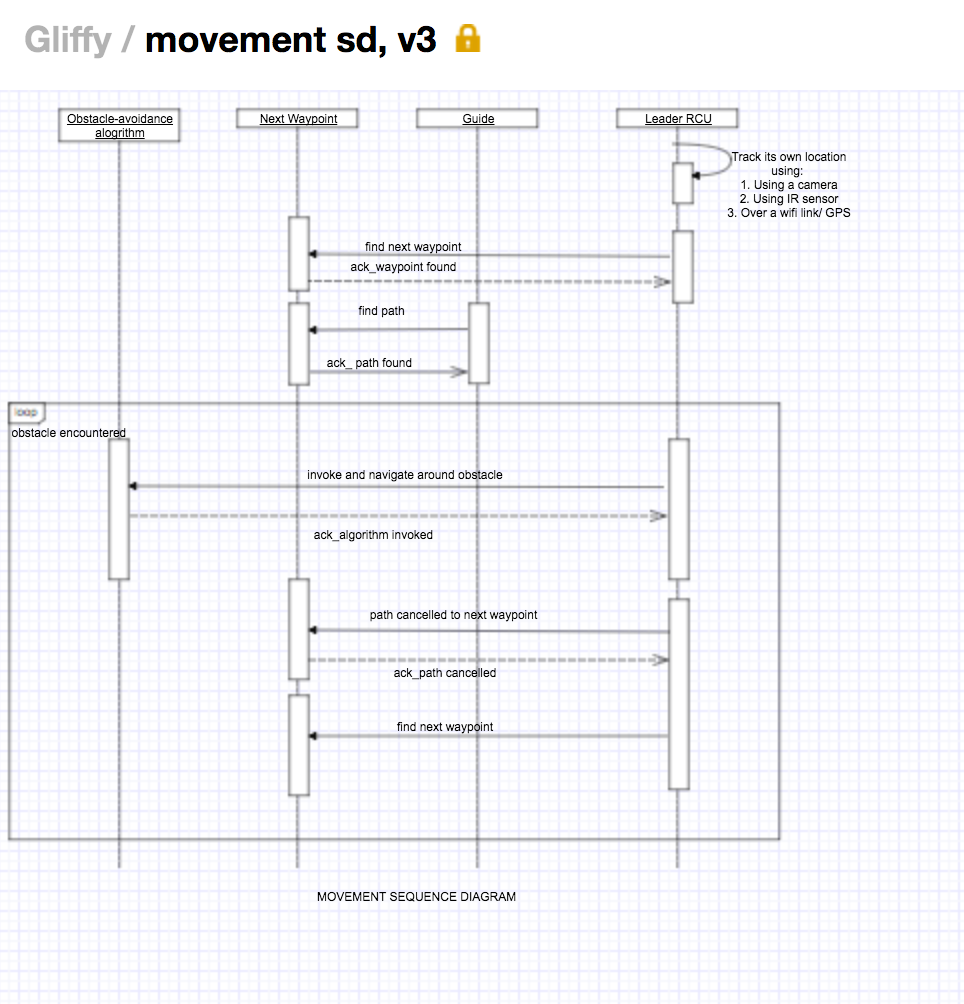 Gliffy / movement sd, v3
Obstacle-avoidance
alogrithm
Next Waypoint
Guide
Leader RCU
Track its own location
using:
1. Using a camera
2. Using IR sensor
3. Over a wifi link/ GPS
find next waypoint
ack_waypoint found
find path
ack_ path found
loop
obstacle encountered
invoke and navigate around obstacle
ack_algorithm invoked
path cancelled to next waypoint
ack_path cancelled
find next waypoint
MOVEMENT SEQUENCE DIAGRAM